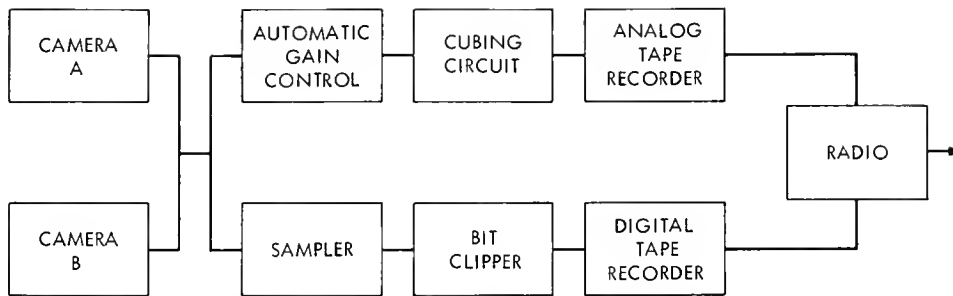 CAMERA
A
AUTOMATIC
GAIN
CONTROL
CUBING
CIRCUIT
ANALOG
TAPE
RECORDER
RADIO
CAMERA
B
SAMPLER
BIT
CLIPPER
DIGITAL
TAPE
RECORDER